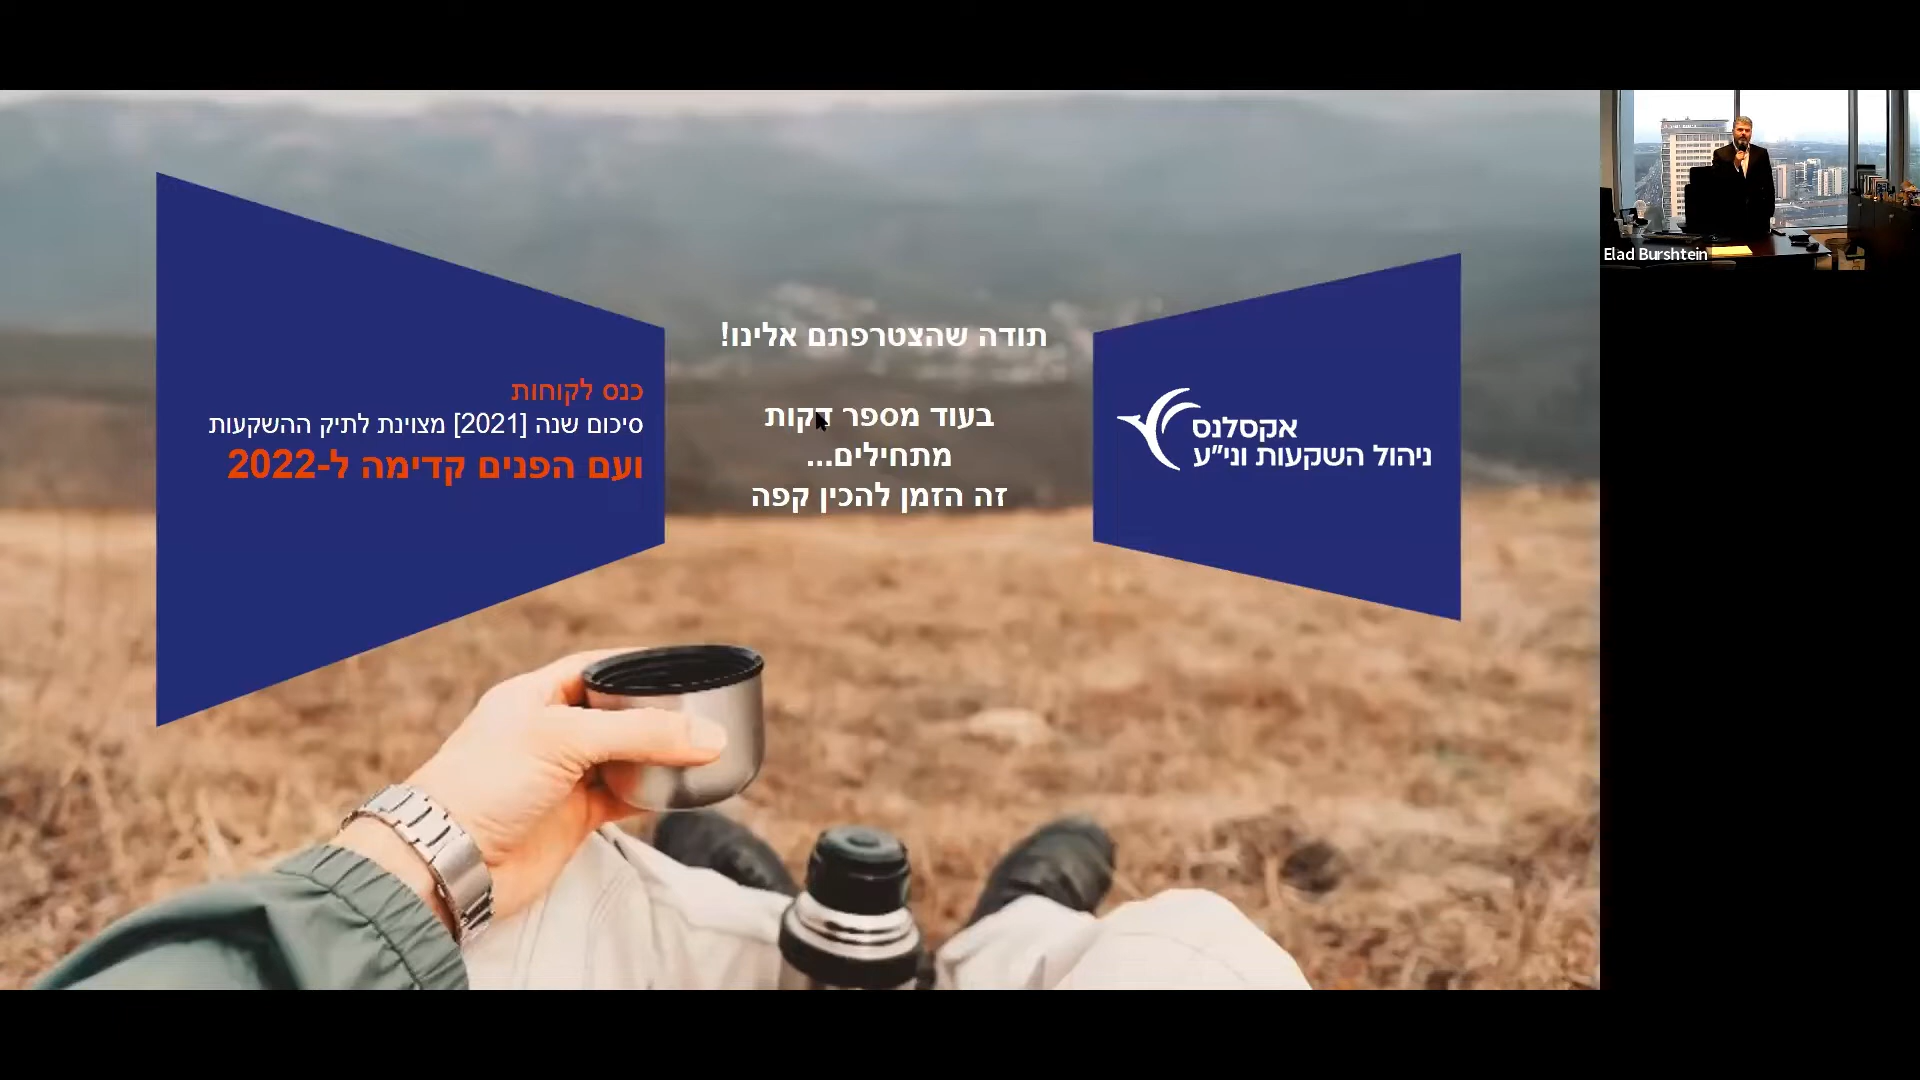 אקסלנס
ניהול השקעות וני"ע
תודה שהצטרפתם אלינו!
בעוד מספר דקות
מתחילים...
זה הזמן להכין קפה
כנס לקוחות
סיכום שנה [2021] מצוינת לתיק ההשקעות
ועם הפנים קדימה ל-2022
Elad Burshtein